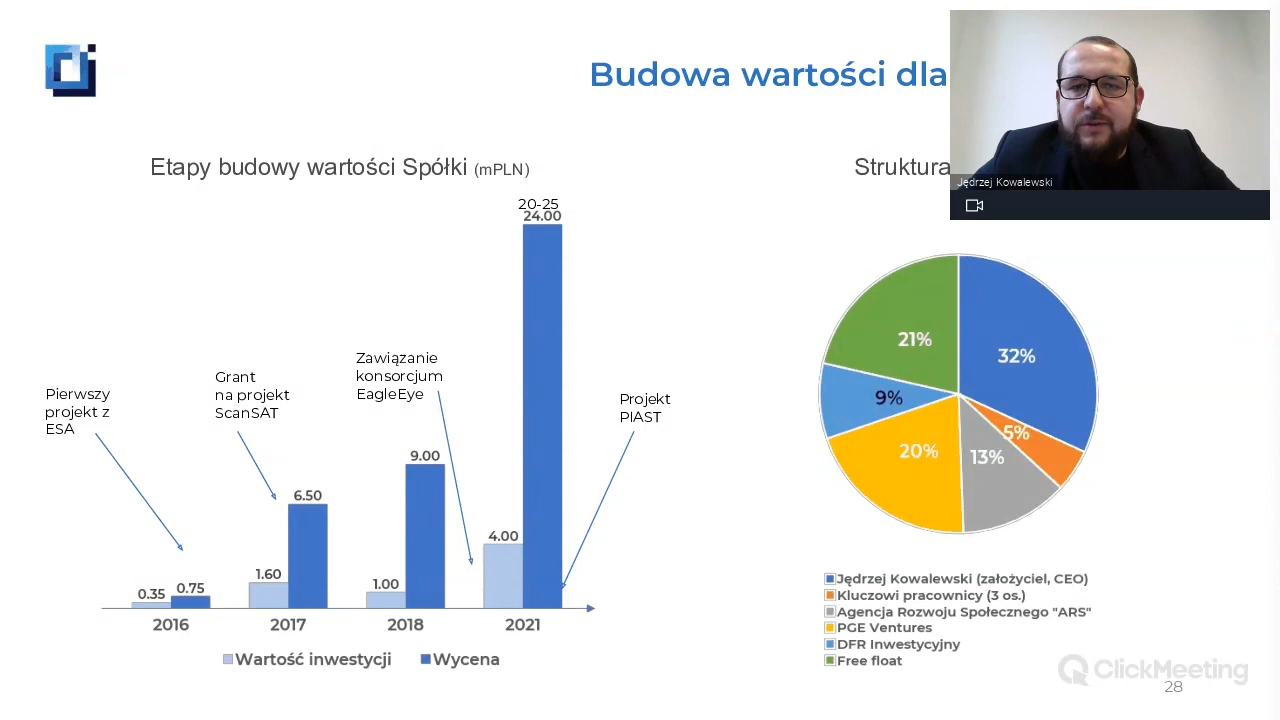 Budowa wartości dla
Etapy budowy wartości Spółki (mPLN)
20-25
24.00
Zawiązanie
konsorcjum
EagleEye
Grant
na projekt
ScanSAT
Pierwszy
projekt z
ESA
Projekt
PIAST
9.00
6.50
4.00
1.60
1.00
0.35
0.75
2016
2017
2018
2021
Wartość inwestycji
Wycena
Struktura
Jędrzej Kowalewski
21%
32%
9%
5%
20%
13%
Jędrzej Kowalewski (założyciel, CEO)
Kluczowi pracownicy (3 os.)
Agencja Rozwoju Społecznego "ARS"
PGE Ventures
DFR Inwestycyjny
Free float
ClickMeeting
28